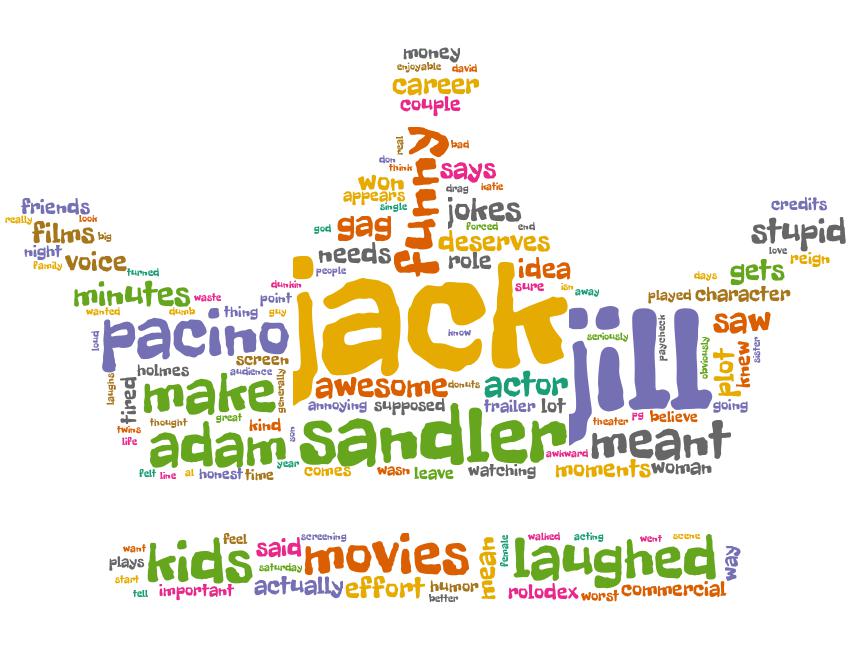 money
enjoyable david
career
couple
real
funny
bad
don
think
says
won
drag katie
appears
single
jokes
friends
really look
god gag forced end
credits
films big
deserves
stupid
night
needs role
love
family voice turned
people idea
gets reign
minutes waste
dunkin
sure isn away
days
played character
wanted dumb thing point guy
jack
know
jill
seriously
paycheck
saw
loud pacino
screen
obviously
plot
knew
sister
holmes audience
laughs
tired
make
generally
awesome donuts actor
annoying supposed trailer lot
pg believe going
twins thought great kind
theater
life
adam
son
sandler
awkward
meant
felt line al honest time year comes wasn leave watching moments woman
want
feel
screening
plays kids said movies
mean
female
walked acting went scene
laughed
way
start
saturday
tell important actually effort humor
better
rolodex worst commercial